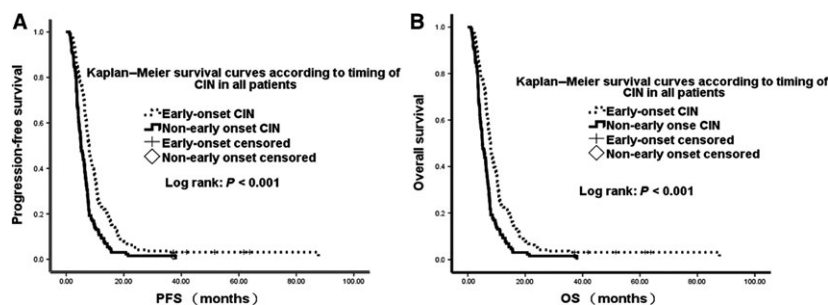 A
Progression-free survival
1.0
0.8
0.6
0.4
0.2
0.0
Kaplan–Meier survival curves according to timing of
CIN in all patients
Early-onset CIN
Non-early onset CIN
Early-onset censored
Non-early onset censored
Log rank: P < 0.001
0.00 20.00 40.00 60.00 80.00 100.00
PFS (months)
B
Overall survival
1.0
0.8
0.6
0.4
0.2
0.0
Kaplan–Meier survival curves according to timing of
CIN in all patients
Early-onset CIN
Non-early onse CIN
Early-onset censored
Non-early onset censored
Log rank: P < 0.001
0.00 20.00 40.00 60.00 80.00 100.00
OS (months)